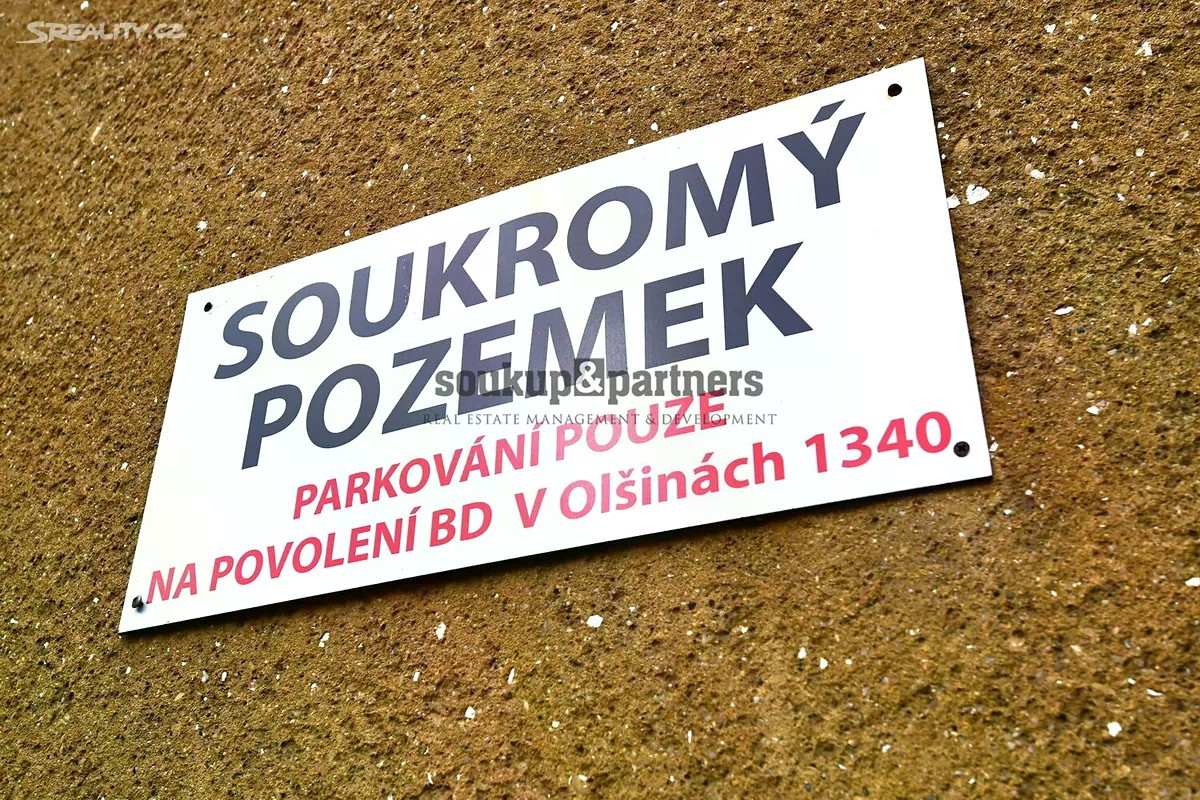 SREALITY.CZ
SOUKROMÝ
POZEMEK
soukup&partners
REAL ESTATE MANAGEMENT & DEVELOPMENT
PARKOVÁNÍ POUZE
NA POVOLENÍ BD V Olšinách 1340